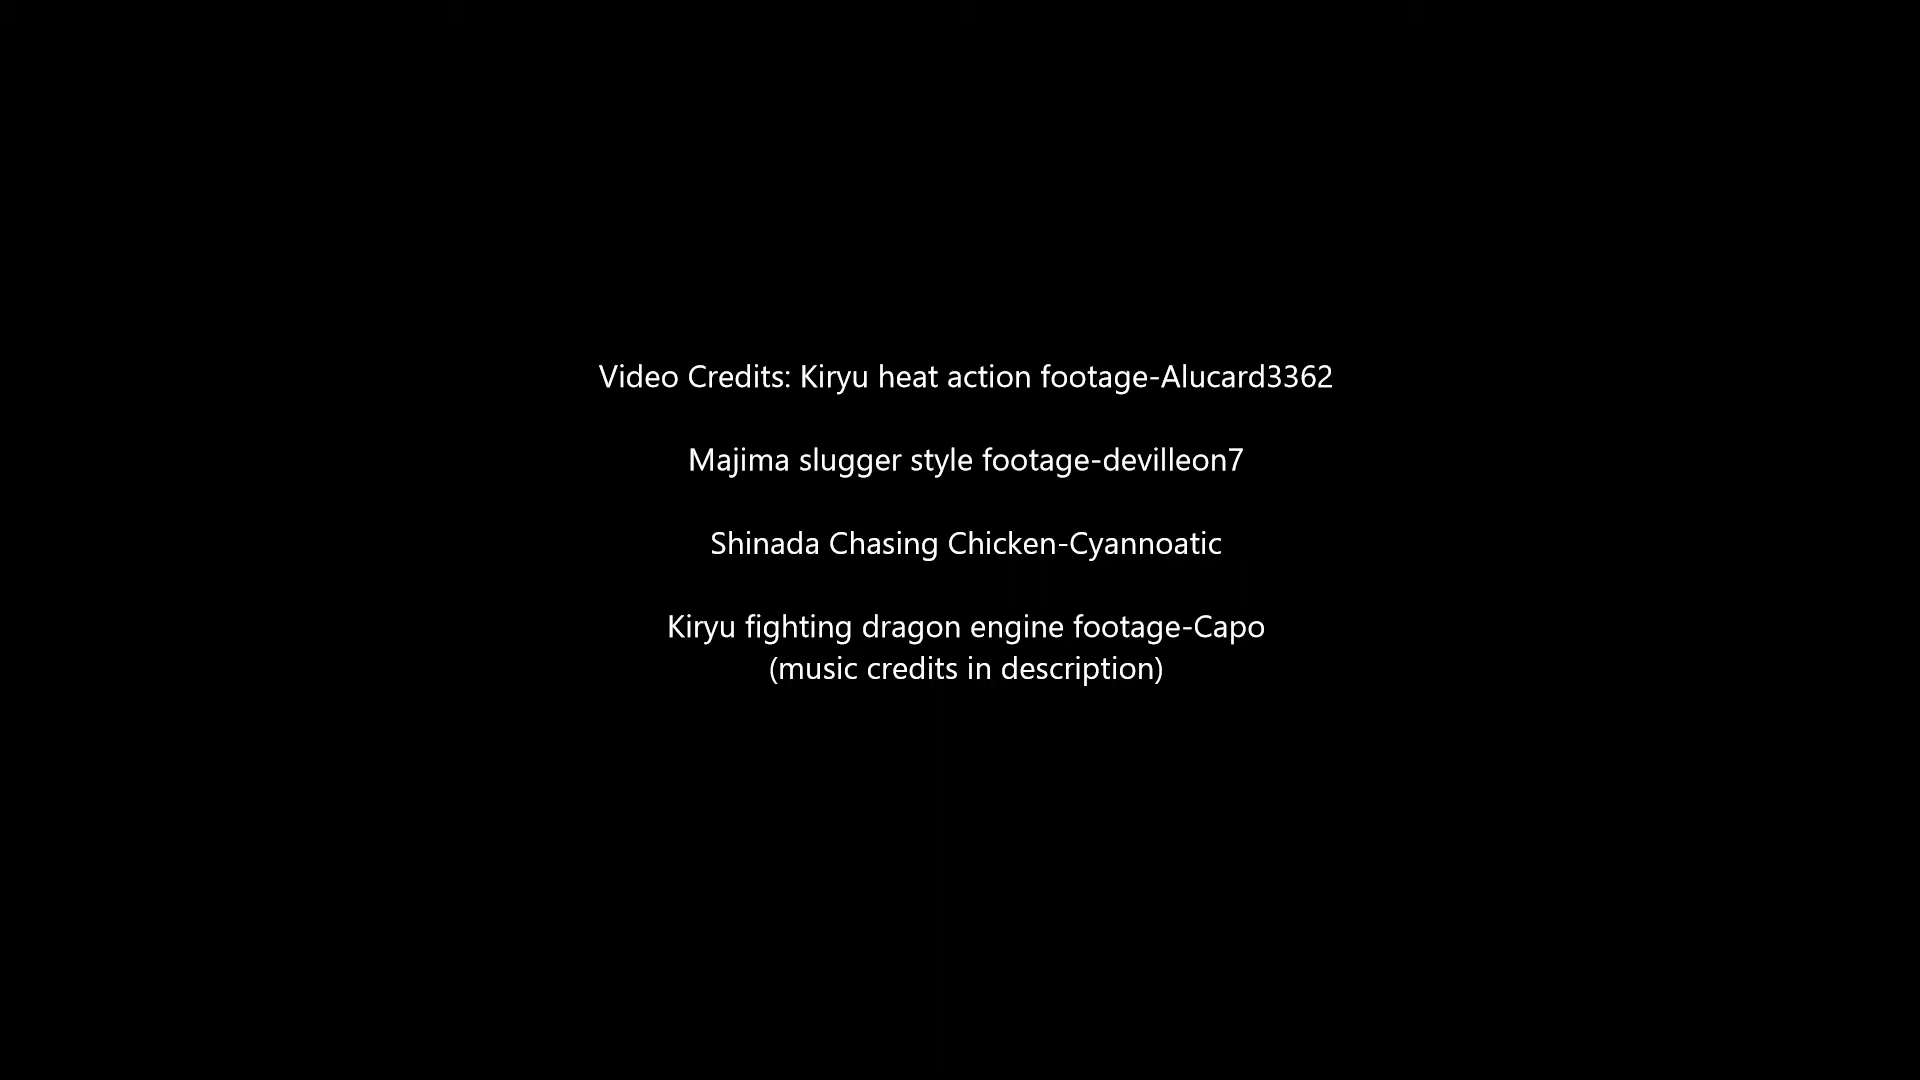 Video Credits: Kiryu heat action footage-Alucard3362
Majima slugger style footage-devilleon7
Shinada Chasing Chicken-Cyannoatic
Kiryu fighting dragon engine footage-Capo
(music credits in description)